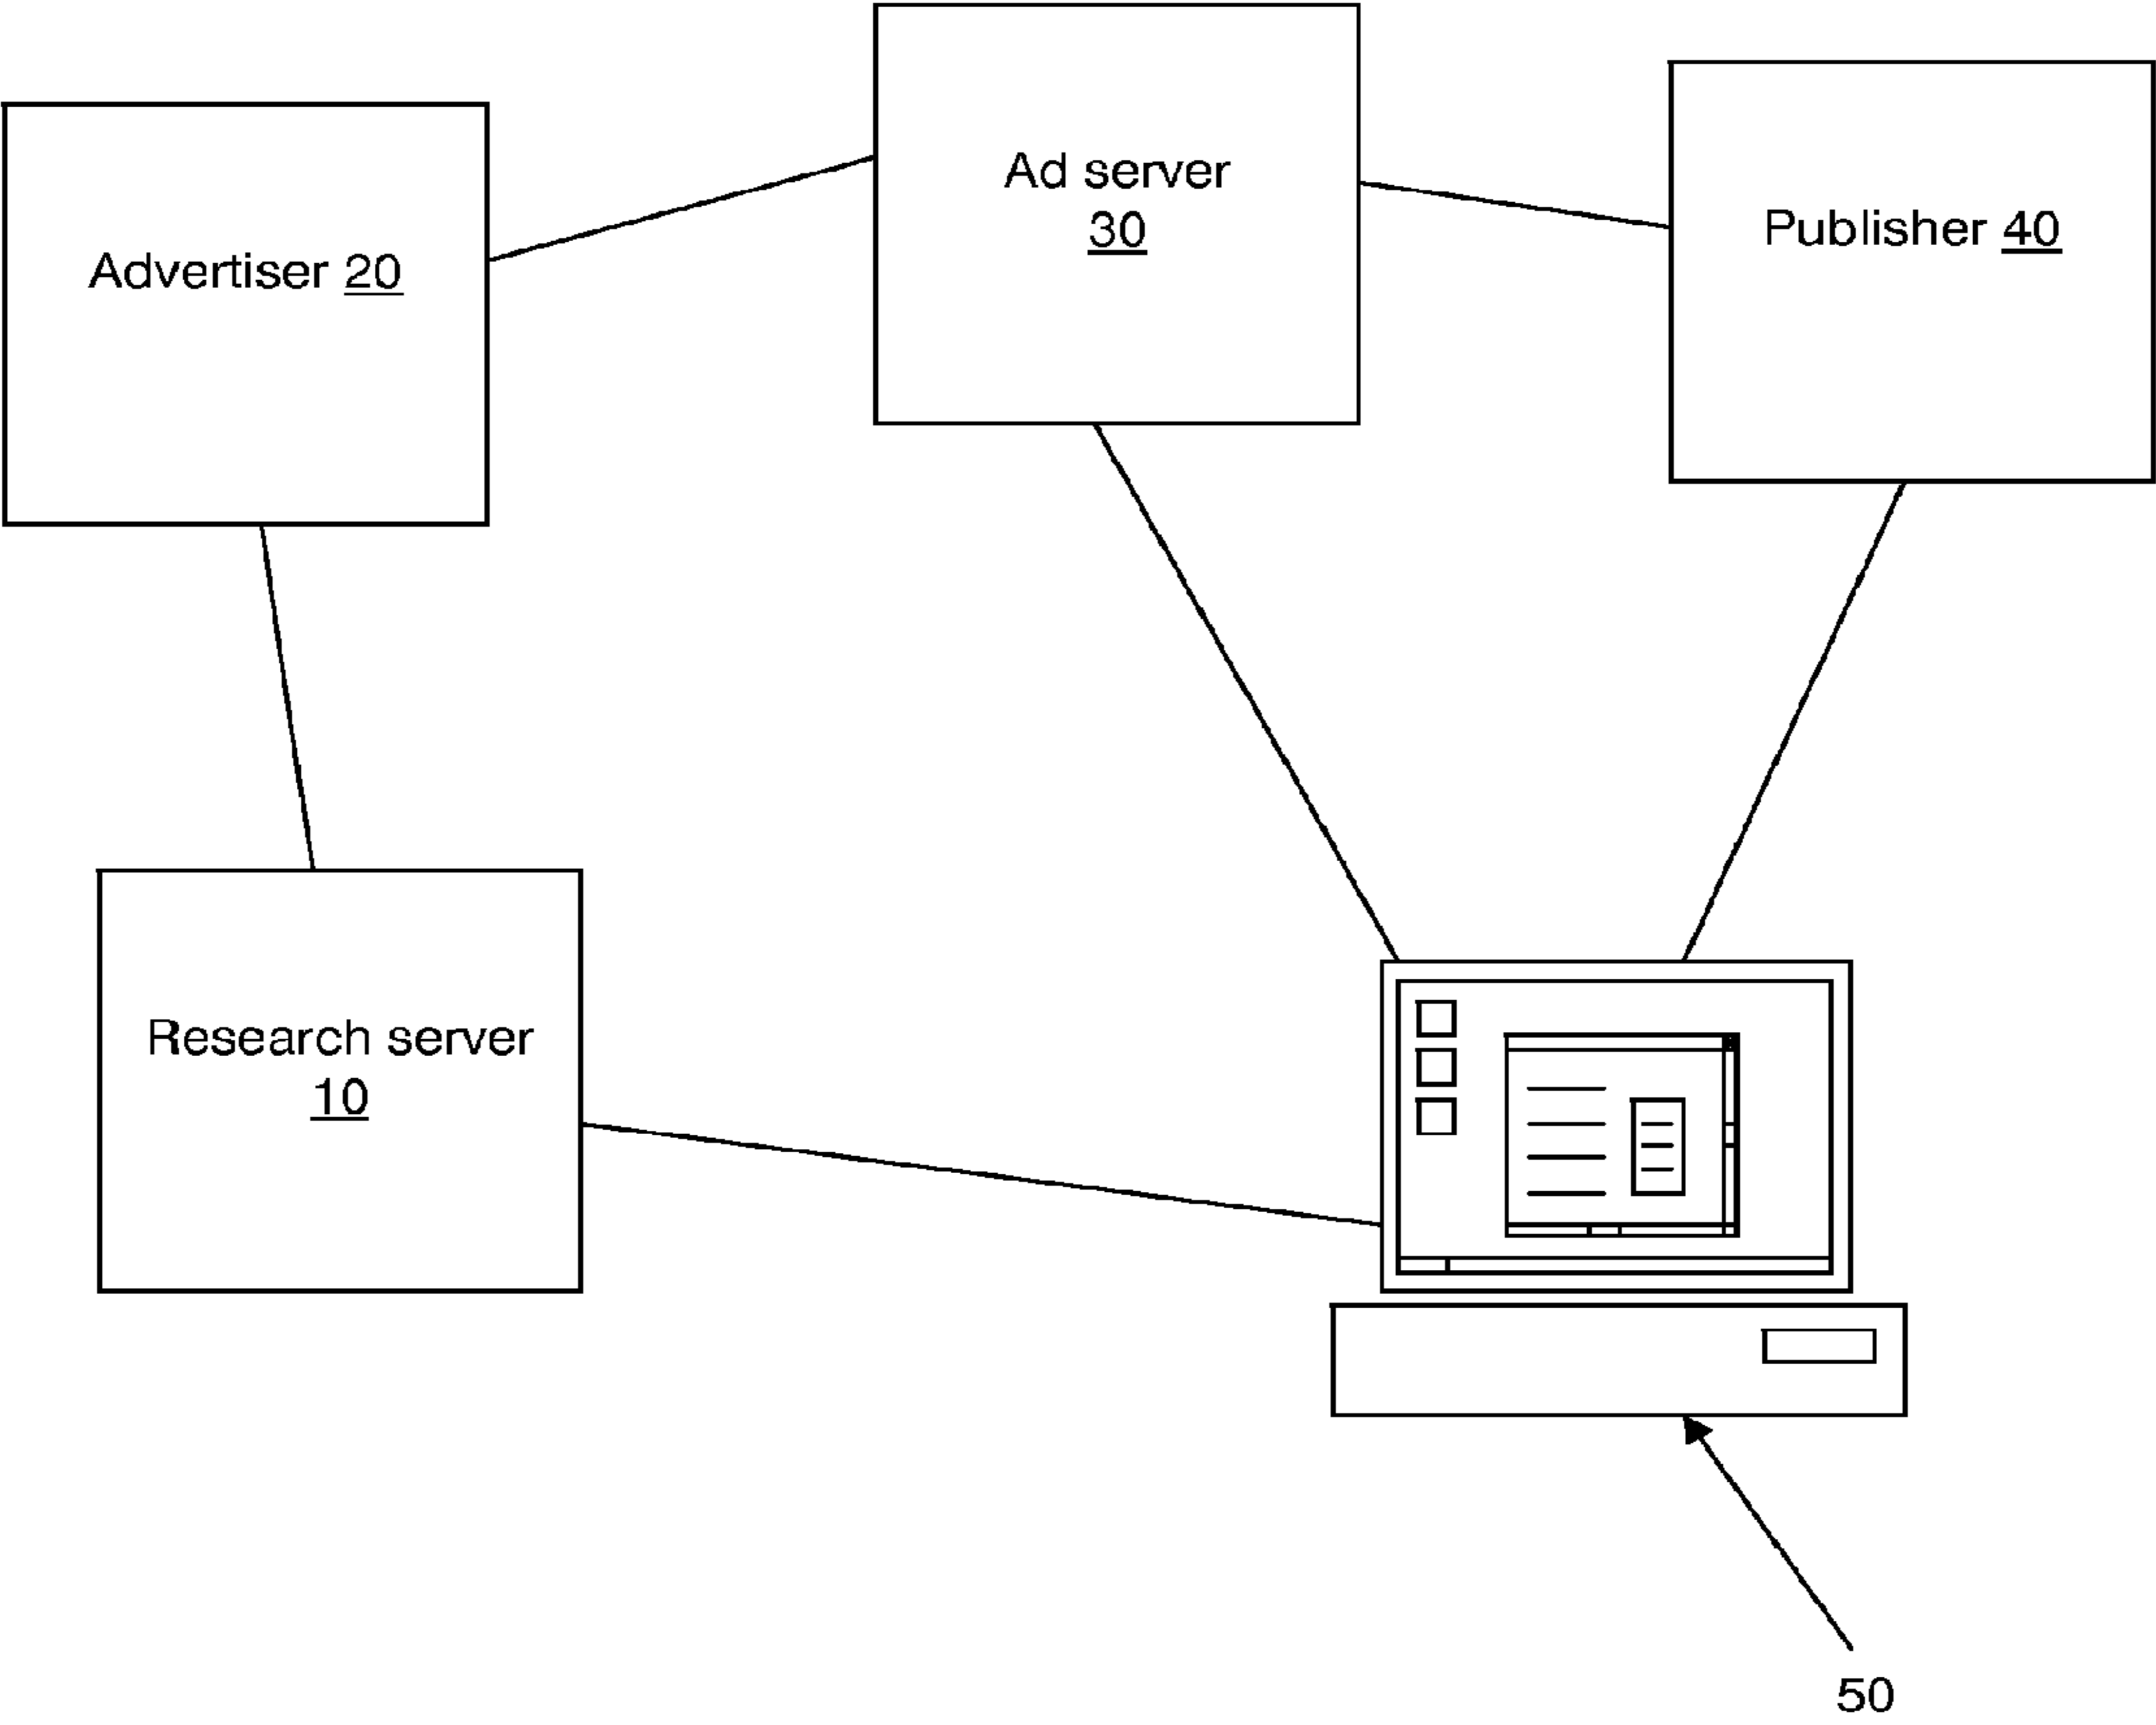 Ad server
30
Publisher 40
Advertiser 20
Research server
10
50